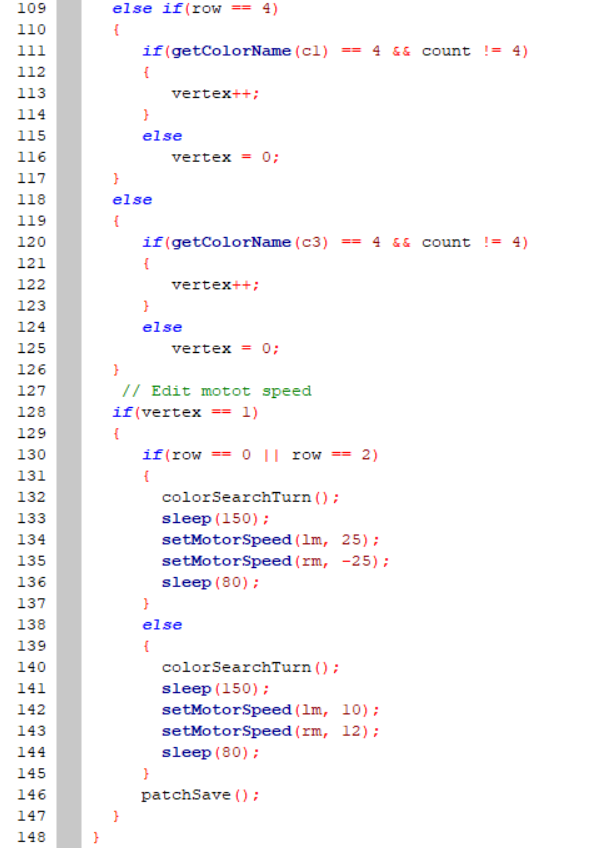 109 else if(row == 4)
110 {
111 if(getColorName(c1) == 4 && count != 4)
112 {
113 vertex++;
114 }
115 else
116 vertex = 0;
117 }
118 else
119 {
120 if(getColorName(c3) == 4 && count != 4)
121 {
122 vertex++;
123 }
124 else
125 vertex = 0;
126 }
127 // Edit motot speed
128 if(vertex == 1)
129 {
130 if(row == 0 || row == 2)
131 {
132 colorSearchTurn();
133 sleep(150);
134 setMotorSpeed(lm, 25);
135 setMotorSpeed(rm, -25);
136 sleep(80);
137 }
138 else
139 {
140 colorSearchTurn();
141 sleep(150);
142 setMotorSpeed(lm, 10);
143 setMotorSpeed(rm, 12);
144 sleep(80);
145 }
146 patchSave();
147 }
148 }